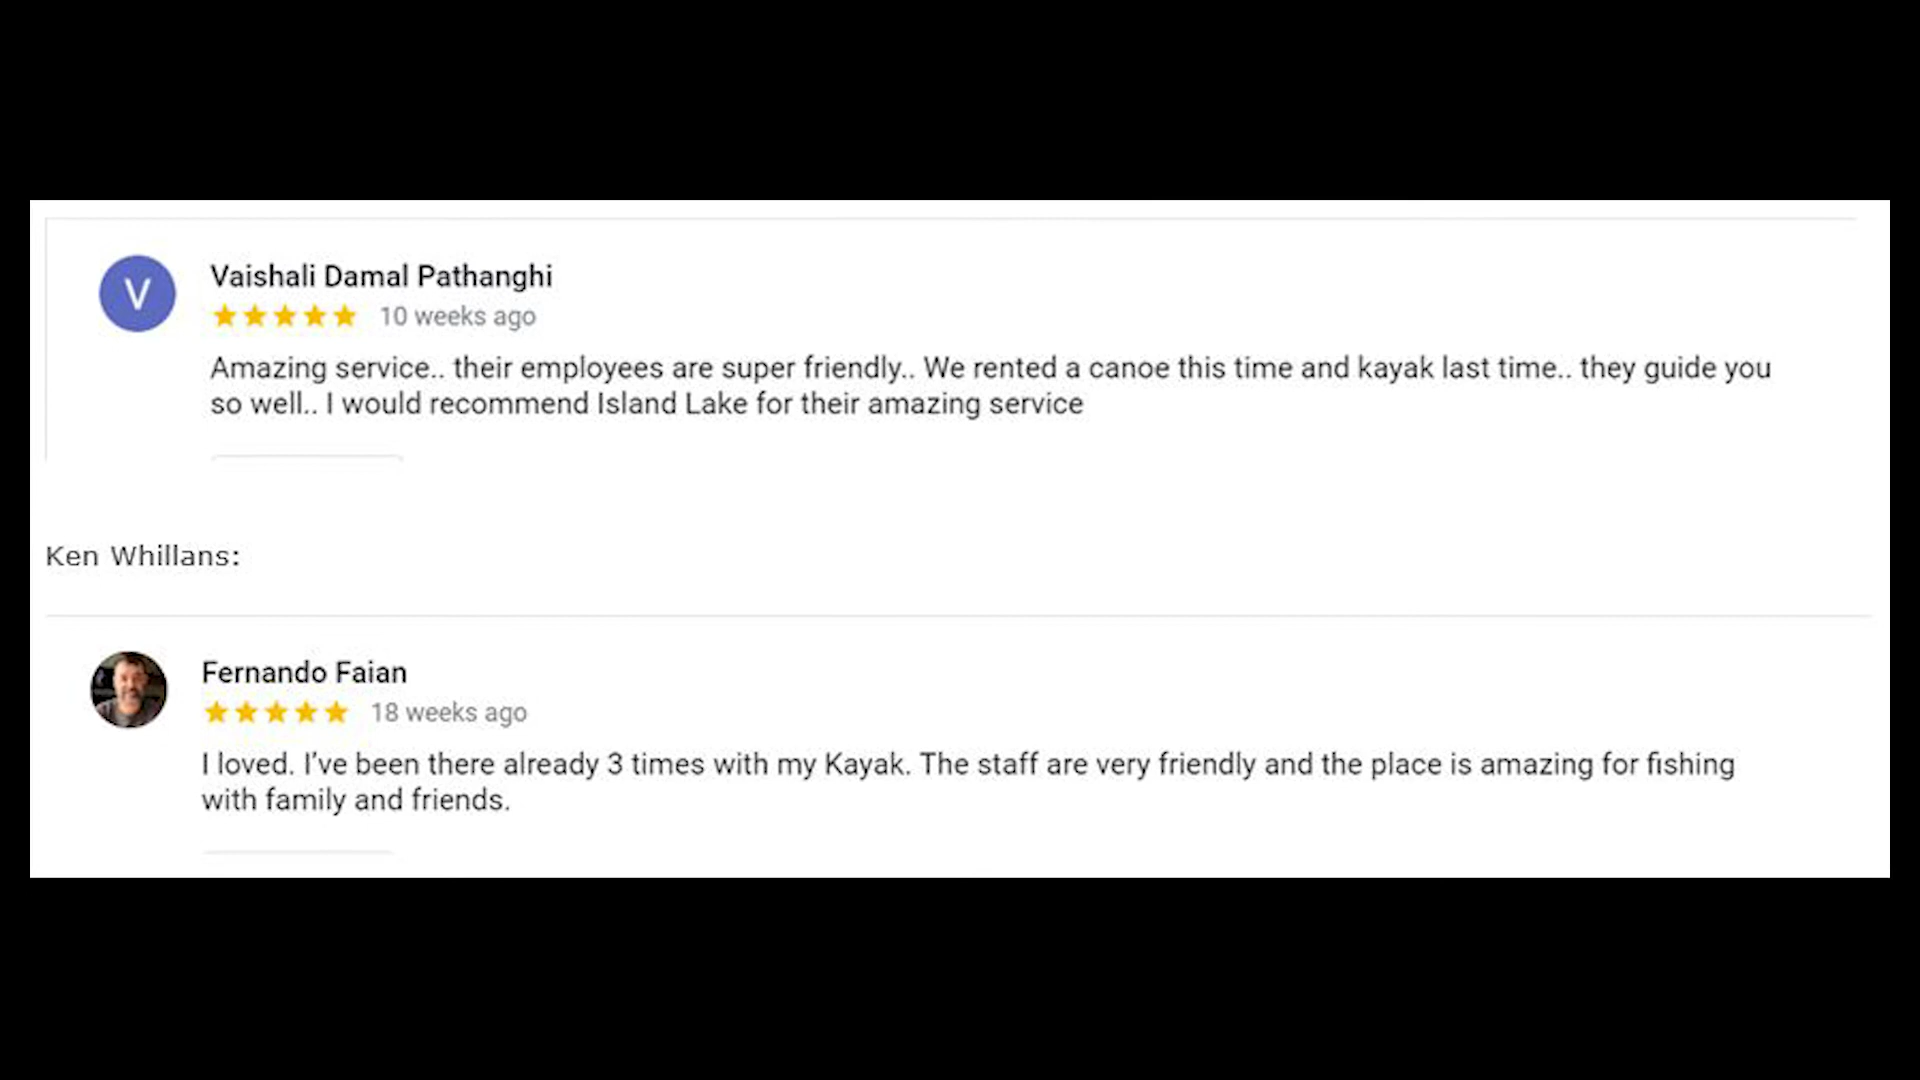 V
Vaishali Damal Pathanghi
10 weeks ago
Amazing service.. their employees are super friendly.. We rented a canoe this time and kayak last time.. they guide you
so well.. I would recommend Island Lake for their amazing service
Ken Whillans:
Fernando Faian
18 weeks ago
I loved. I've been there already 3 times with my Kayak. The staff are very friendly and the place is amazing for fishing
with family and friends.